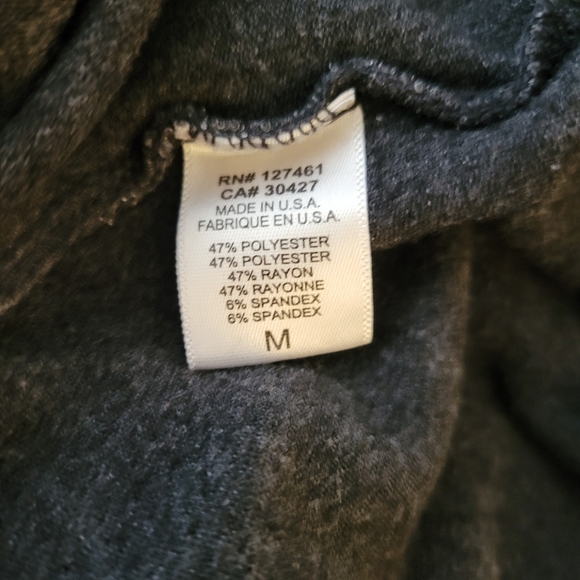 RN# 127461
CA# 30427
MADE IN U.S.A.
FABRIQUE EN U.S.A.
47% POLYESTER
47% POLYESTER
47% RAYON
47% RAYONNE
6% SPANDEX
6% SPANDEX
M